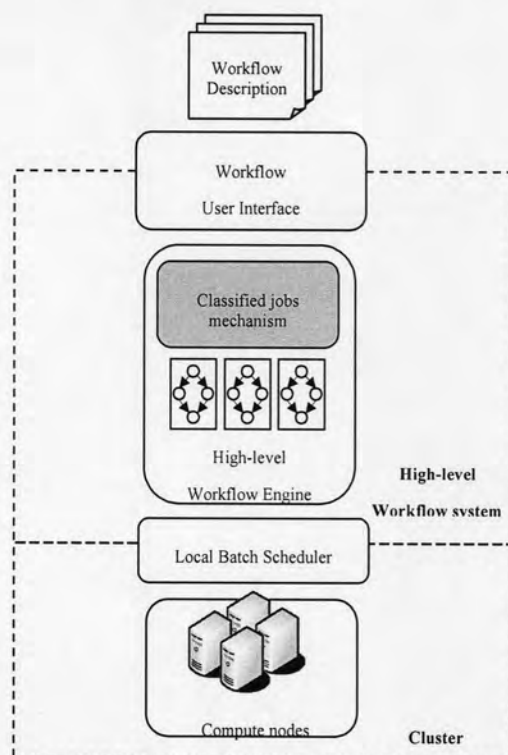 Workflow
Description
Workflow
User Interface
Classified jobs
mechanism
High-level
Workflow Engine
High-level
Workflow system
Local Batch Scheduler
Compute nodes
Cluster